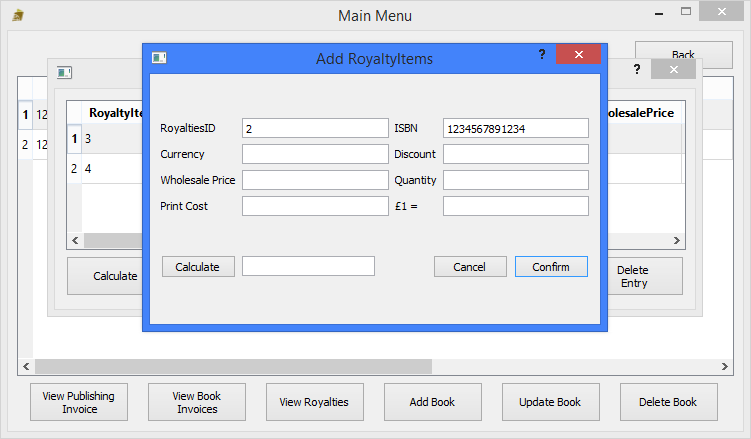 Main Menu
Back
?
Add RoyaltyItems
?
RoyaltyIte
olesalePrice
1 12
2 12
1 3
2 4
RoyaltiesID 2 ISBN 1234567891234
Currency Discount
Wholesale Price Quantity
Print Cost £1 =
Calculate Cancel Confirm
Calculate
Delete
Entry
View Publishing
Invoice
View Book
Invoices
View Royalties
Add Book
Update Book
Delete Book